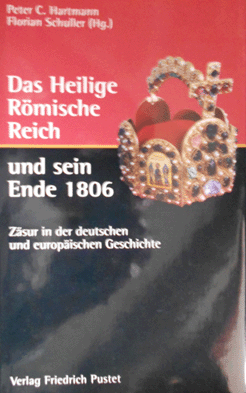 Peter C. Hartmann
Florian Schuller (Hg.)
Das Heilige
Römische
Reich
und sein
Ende 1806
Zäsur in der deutschen
und europäischen Geschichte
Verlag Friedrich Pustet